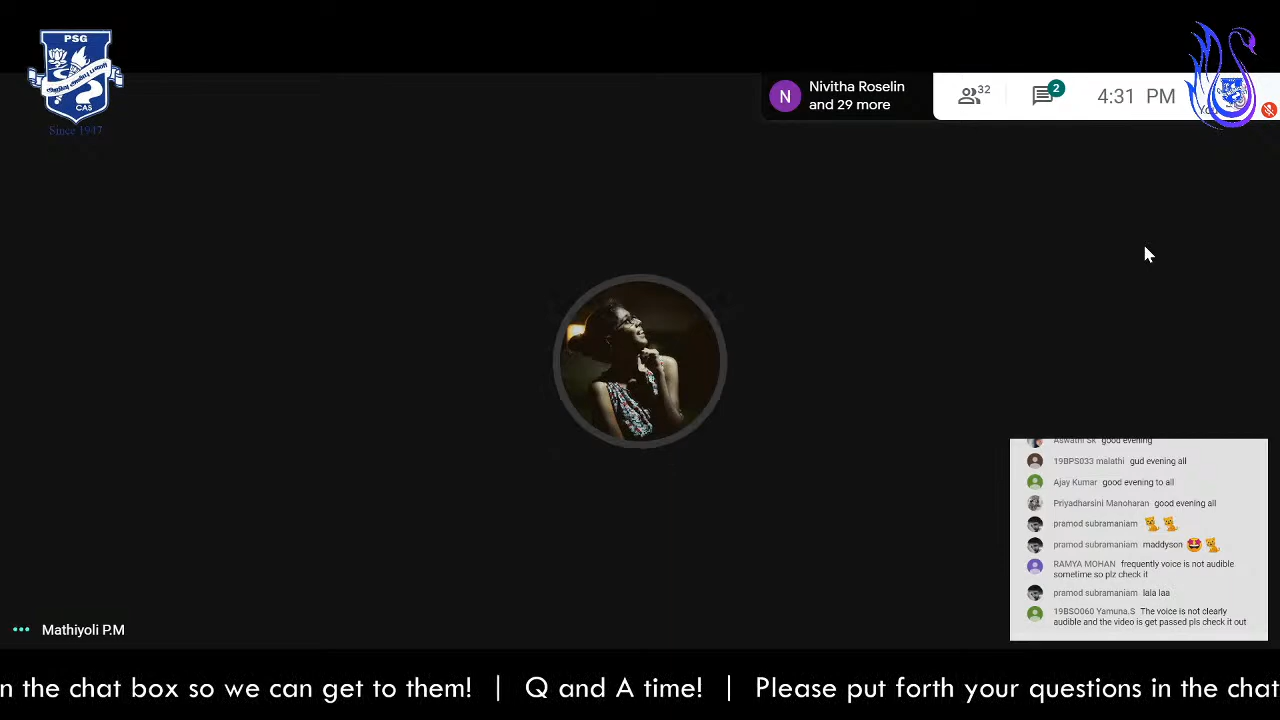 PSG
CAS
Since 1947
N
Nivitha Roselin
and 29 more
32
2
4:31 PM
Aswathi Sk good evening
19BPS033 malathi gud evening all
Ajay Kumar good evening to all
Priyadharsini Manoharan good evening all
pramod subramaniam 🐆🐆
pramod subramaniam maddyson 🤩🐆
RAMYA MOHAN frequently voice is not audible
sometime so plz check it
pramod subramaniam lala laa
19BSO060 Yamuna.S The voice is not clearly
audible and the video is get passed pls check it out
Mathiyoli P.M
n the chat box so we can get to them! | Q and A time! | Please put forth your questions in the chat